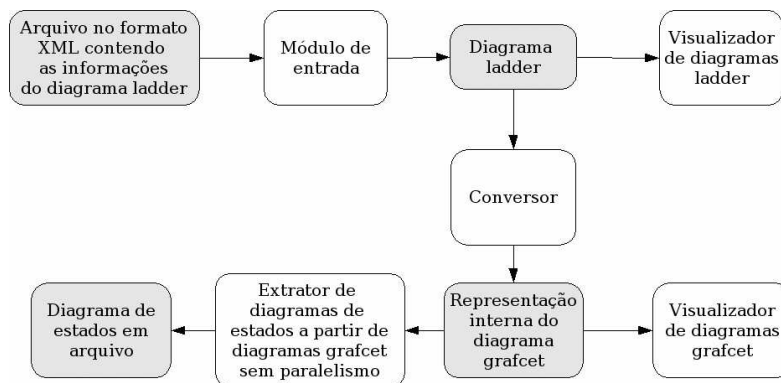 Arquivo no formato
XML contendo
as informações
do diagrama ladder
Módulo de
entrada
Diagrama
ladder
Visualizador
de diagramas
ladder
Conversor
Diagrama de
estados em
arquivo
Extrator de
diagramas de
estados a partir de
diagramas grafcet
sem paralelismo
Representação
interna do
diagrama
grafcet
Visualizador
de diagramas
grafcet